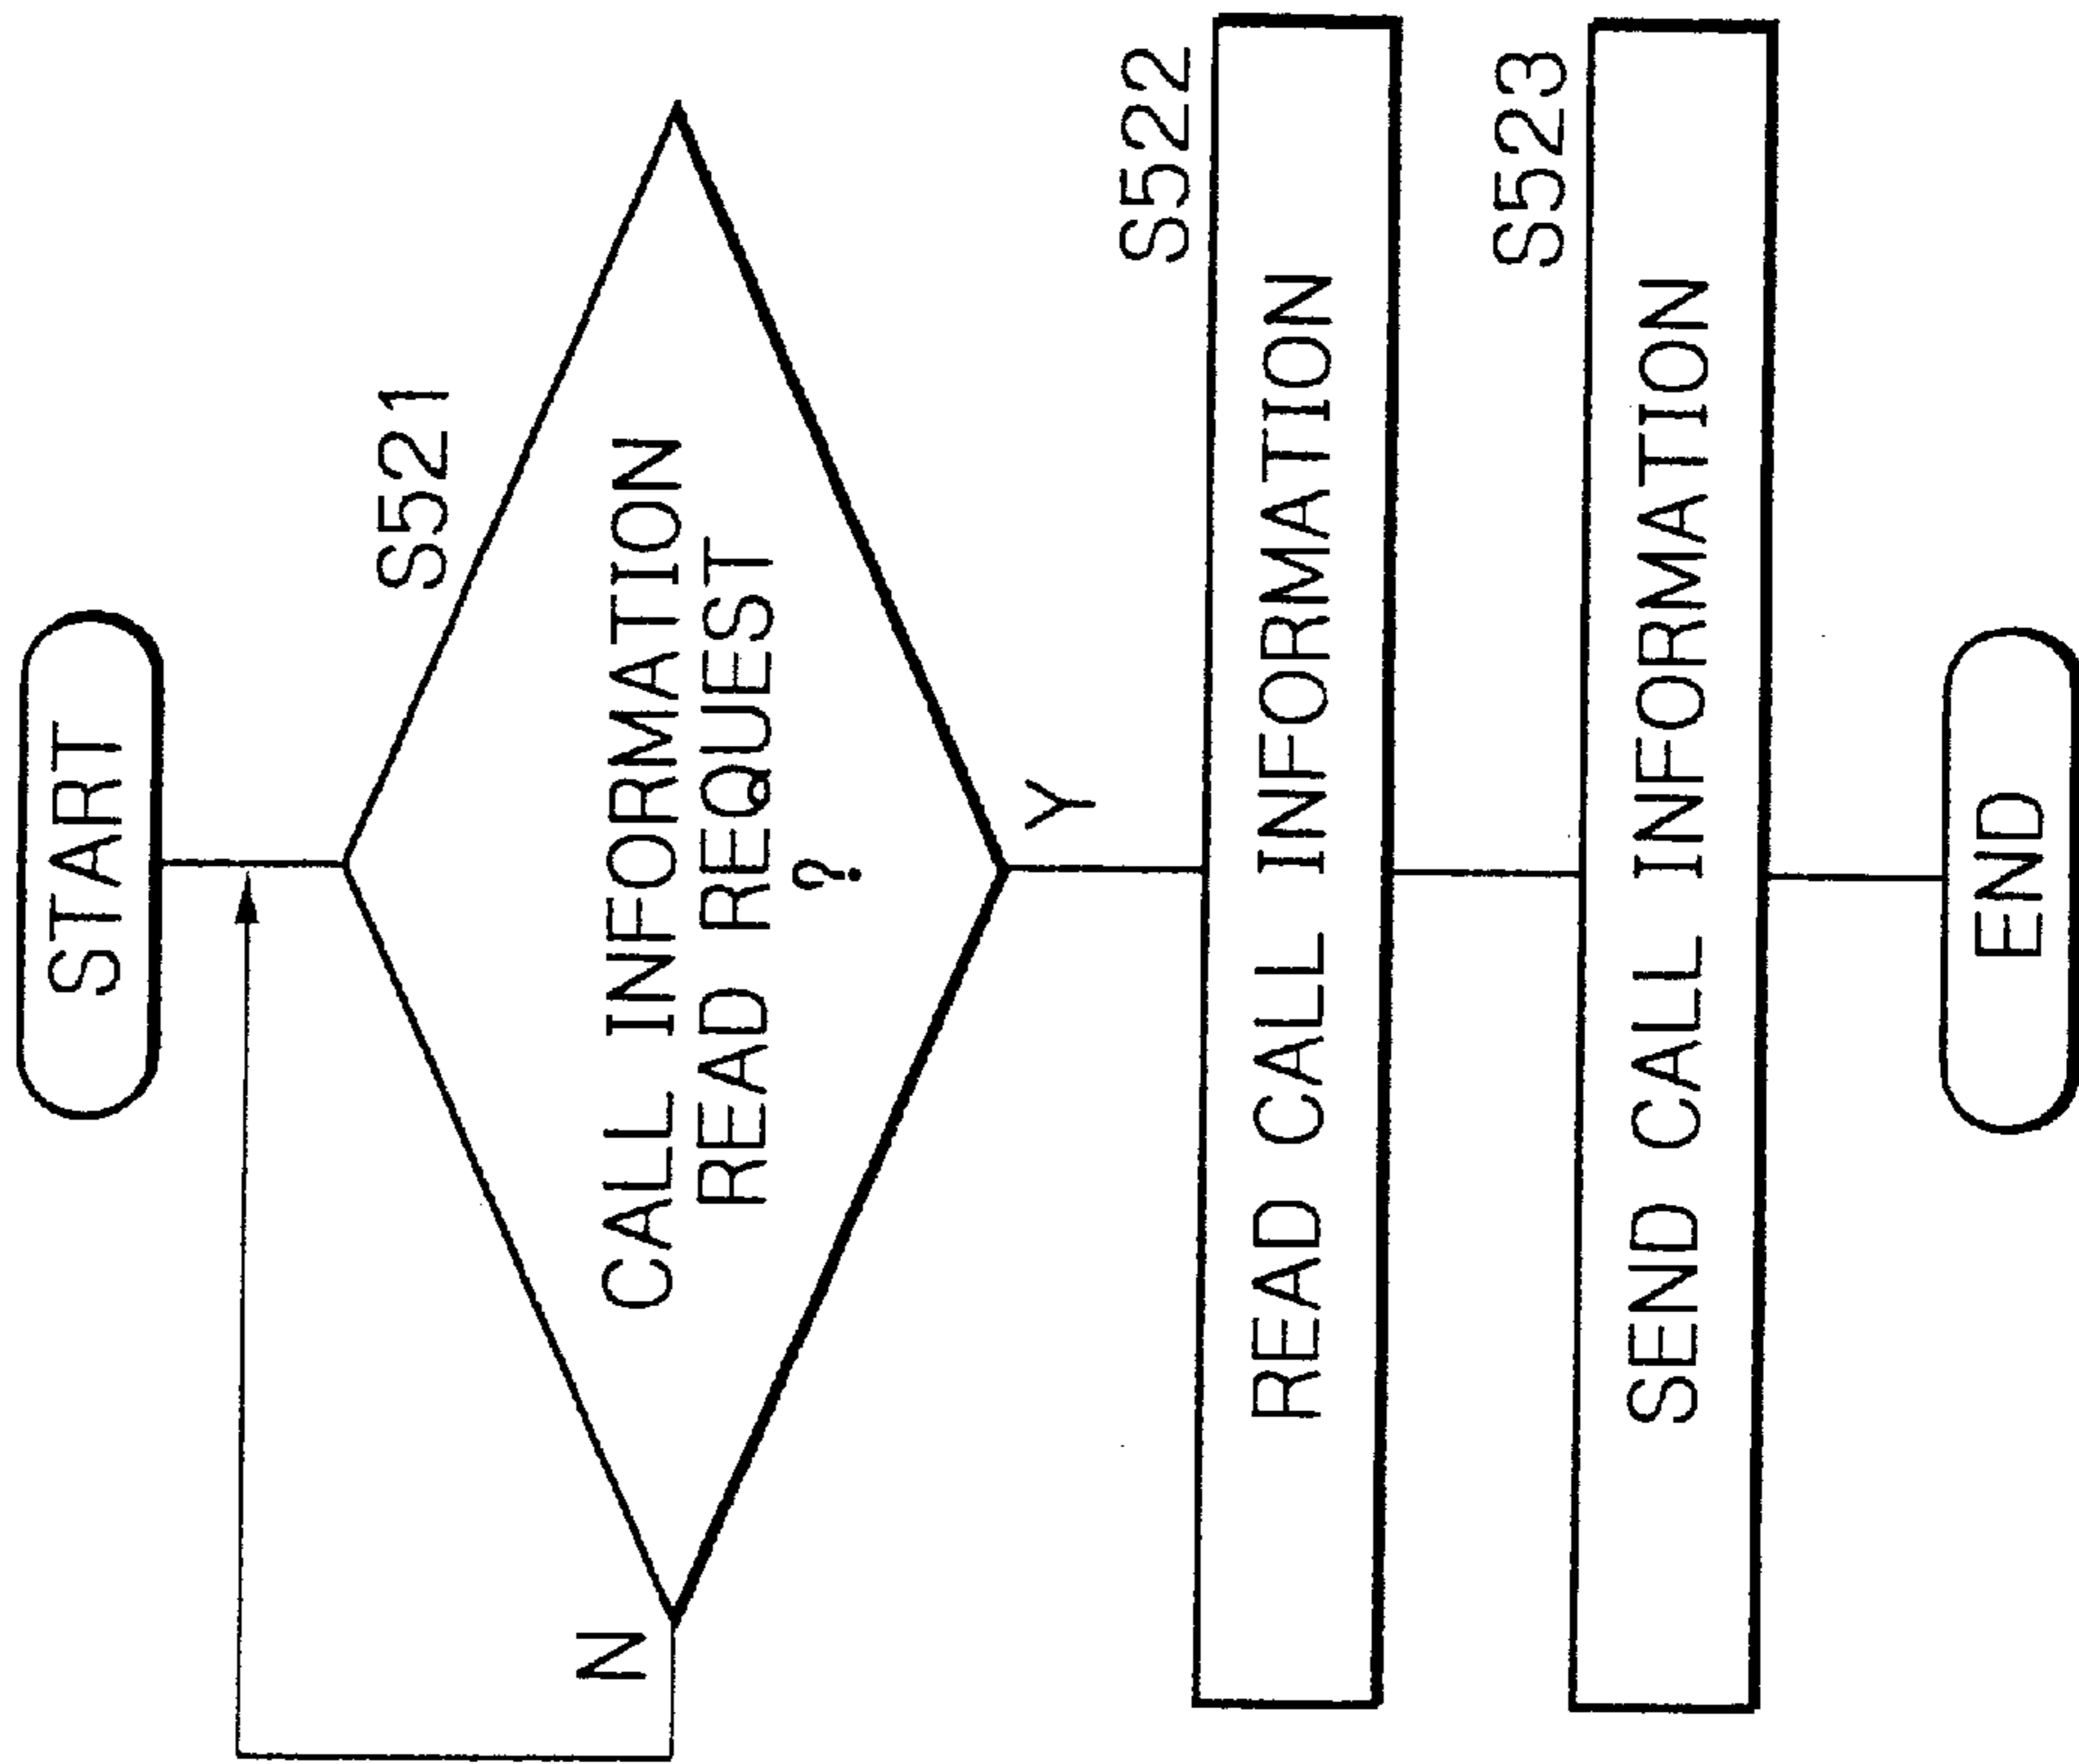 START
S521
CALL INFORMATION
READ REQUEST
?
N
Y
S522
READ CALL INFORMATION
S523
SEND CALL INFORMATION
END